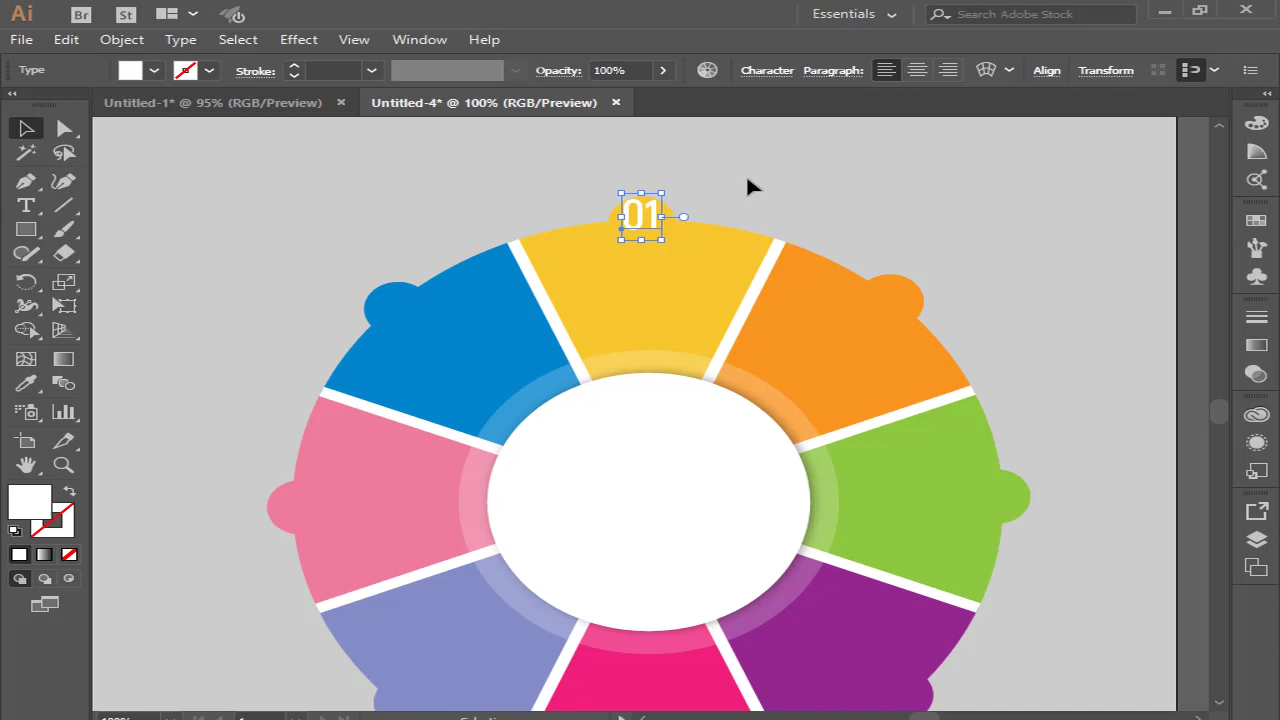 Ai Br St Essentials Search Adobe Stock
File Edit Object Type Select Effect View Window Help
Type Stroke: Opacity: 100% Character Paragraph: Align Transform
Untitled-1* @ 95% (RGB/Preview) × Untitled-4* @ 100% (RGB/Preview) ×
01